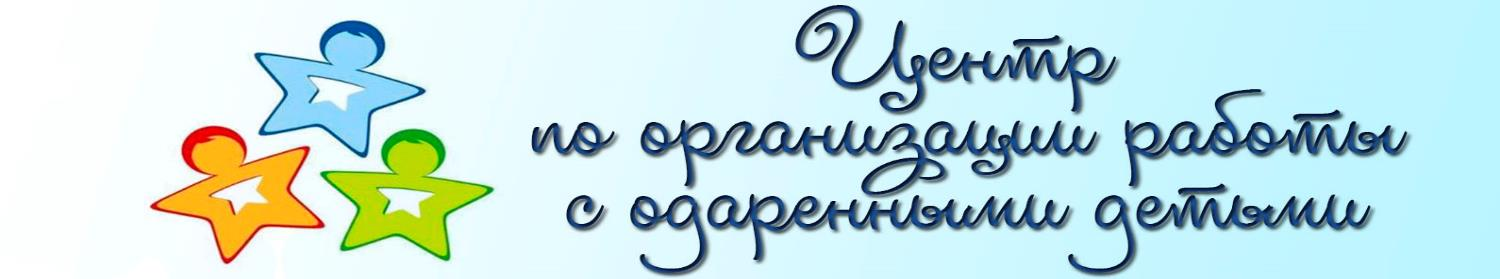 Центр
по организации работы
с одаренными детьми